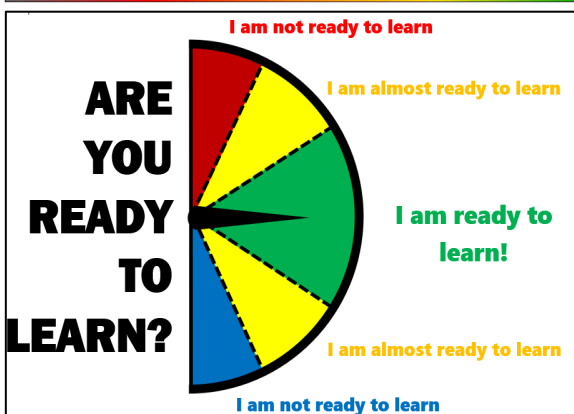 ARE
YOU
READY
TO
LEARN?
I am not ready to learn
I am almost ready to learn
I am ready to
learn!
I am almost ready to learn
I am not ready to learn